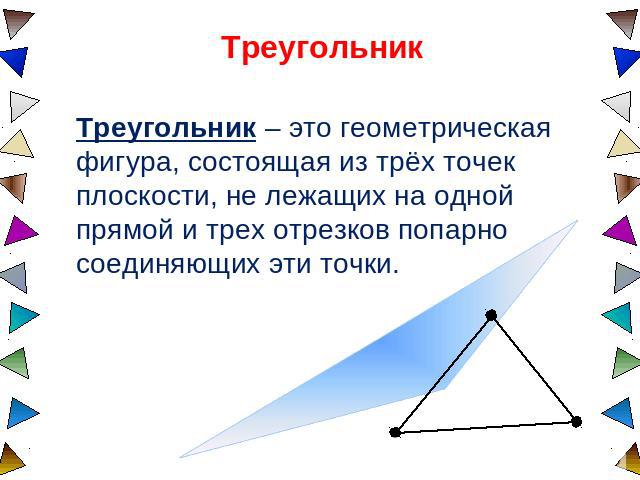 Треугольник
Треугольник – это геометрическая
фигура, состоящая из трёх точек
плоскости, не лежащих на одной
прямой и трех отрезков попарно
соединяющих эти точки.